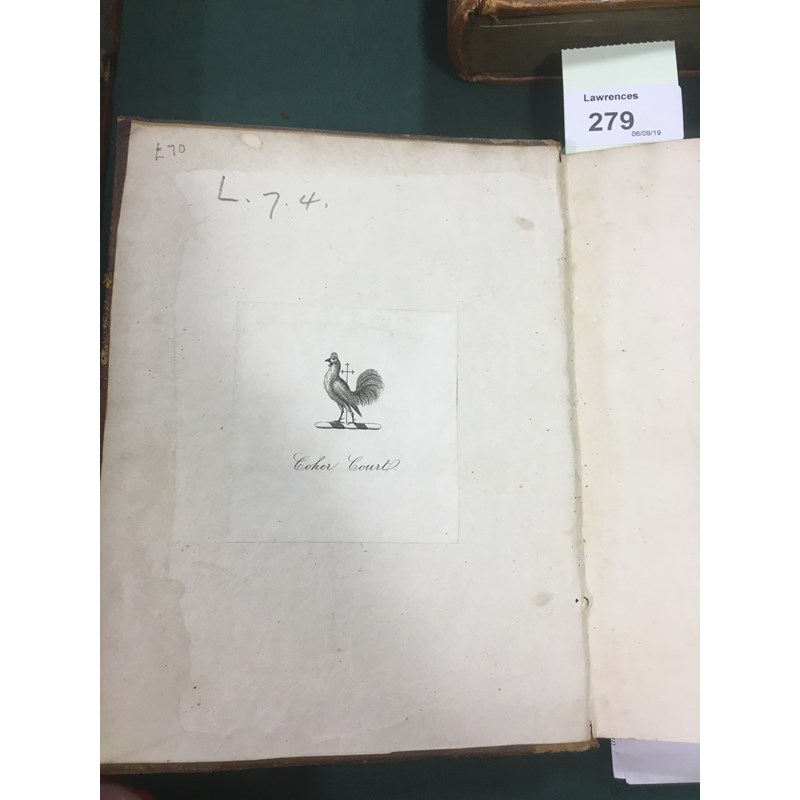 Lawrences
279
06/09/19
£70
L.7.4.
Coker Court.